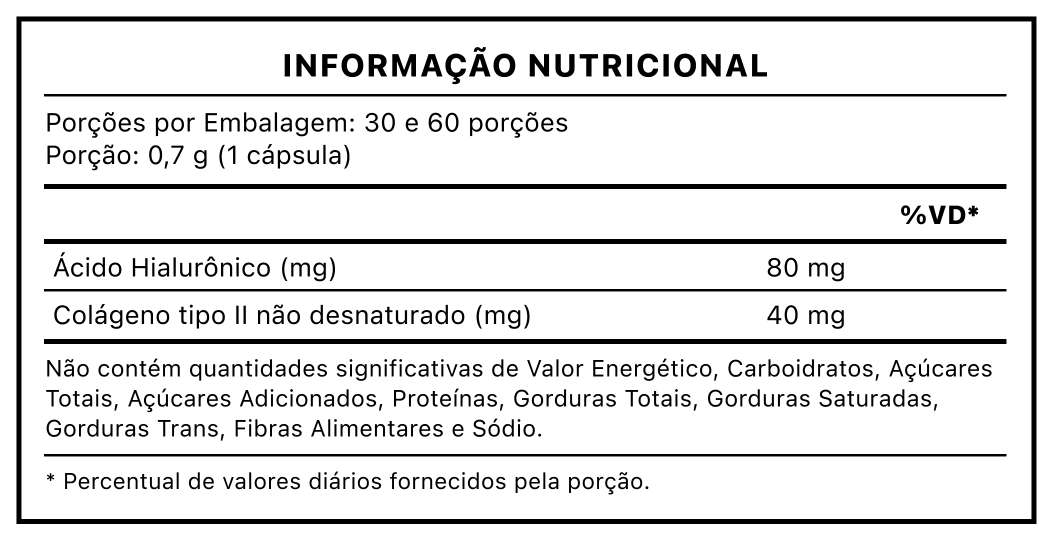 INFORMAÇÃO NUTRICIONAL
Porções por Embalagem: 30 e 60 porções
Porção: 0,7 g (1 cápsula)
%VD*
Ácido Hialurônico (mg) 80 mg
Colágeno tipo II não desnaturado (mg) 40 mg
Não contém quantidades significativas de Valor Energético, Carboidratos, Açúcares
Totais, Açúcares Adicionados, Proteínas, Gorduras Totais, Gorduras Saturadas,
Gorduras Trans, Fibras Alimentares e Sódio.
* Percentual de valores diários fornecidos pela porção.